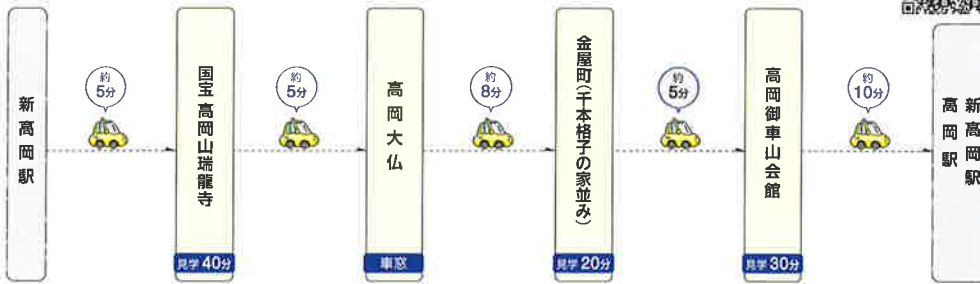 新高岡駅
約
5分
国宝 高岡山瑞龍寺
見学 40分
約
5分
高岡大仏
車窓
約
8分
金屋町(千本格子の家並み)
見学 20分
約
5分
高岡御車山会館
見学 30分
約
10分
新高岡駅
高岡駅